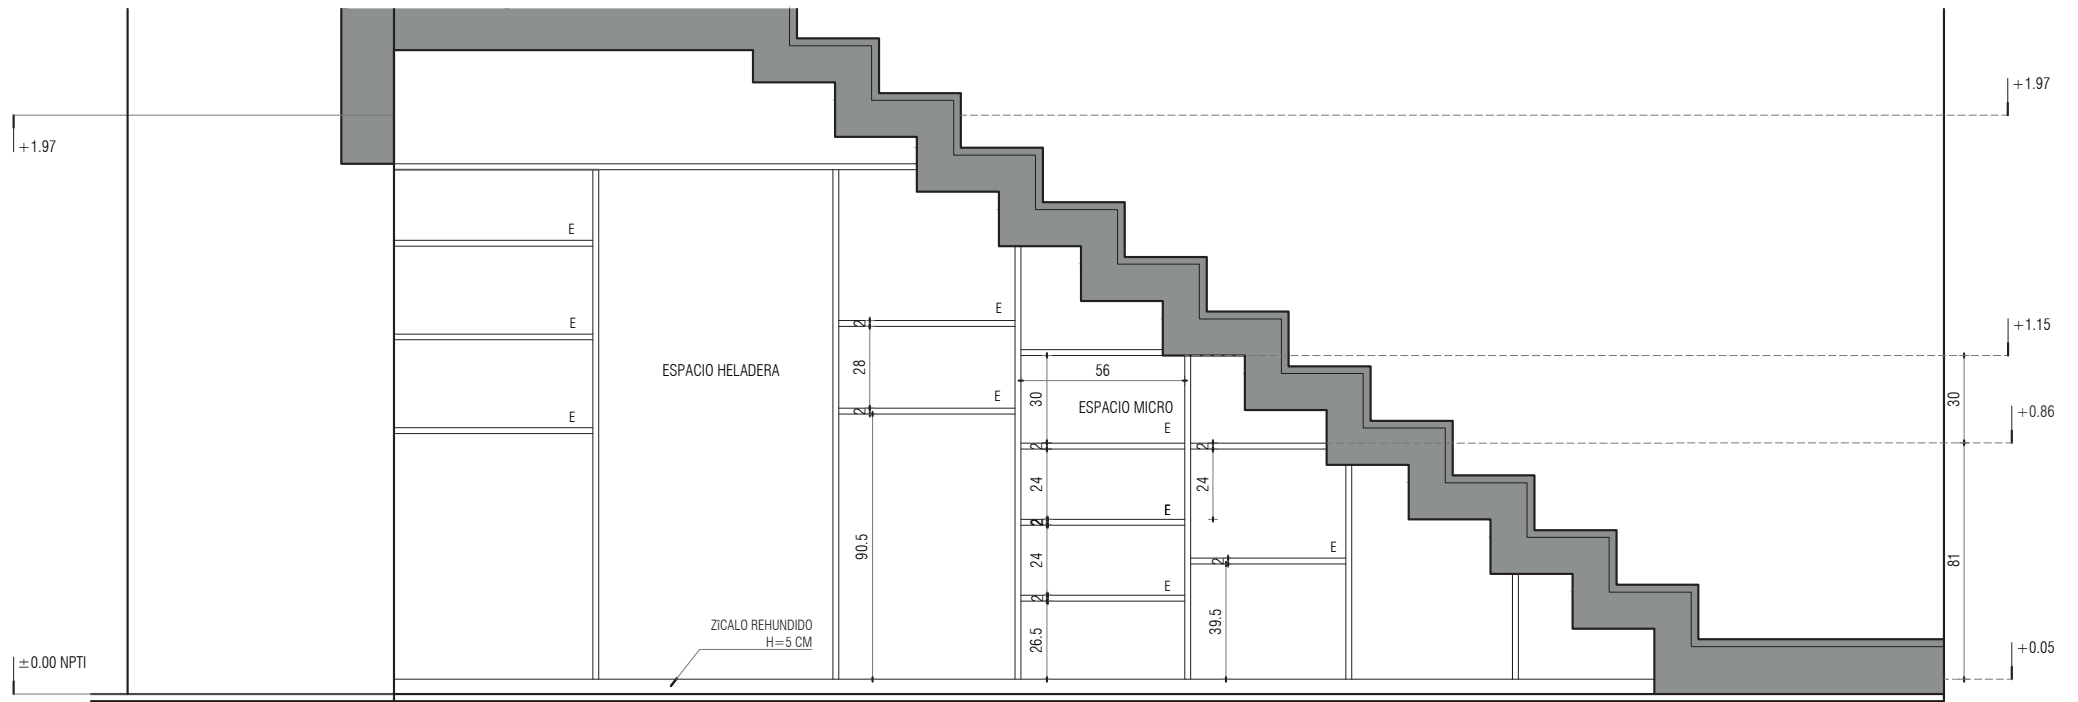 +1.97
+1.97
E
E
2
E
+1.15
28
ESPACIO HELADERA
56
30
30
E
2
E
ESPACIO MICRO
+0.86
E
2
2
24
24
E
2
90.5
E
24
2
81
E
2
ZÍCALO REHUNDIDO
H=5 CM
39.5
26.5
+0.05
±0.00 NPTI